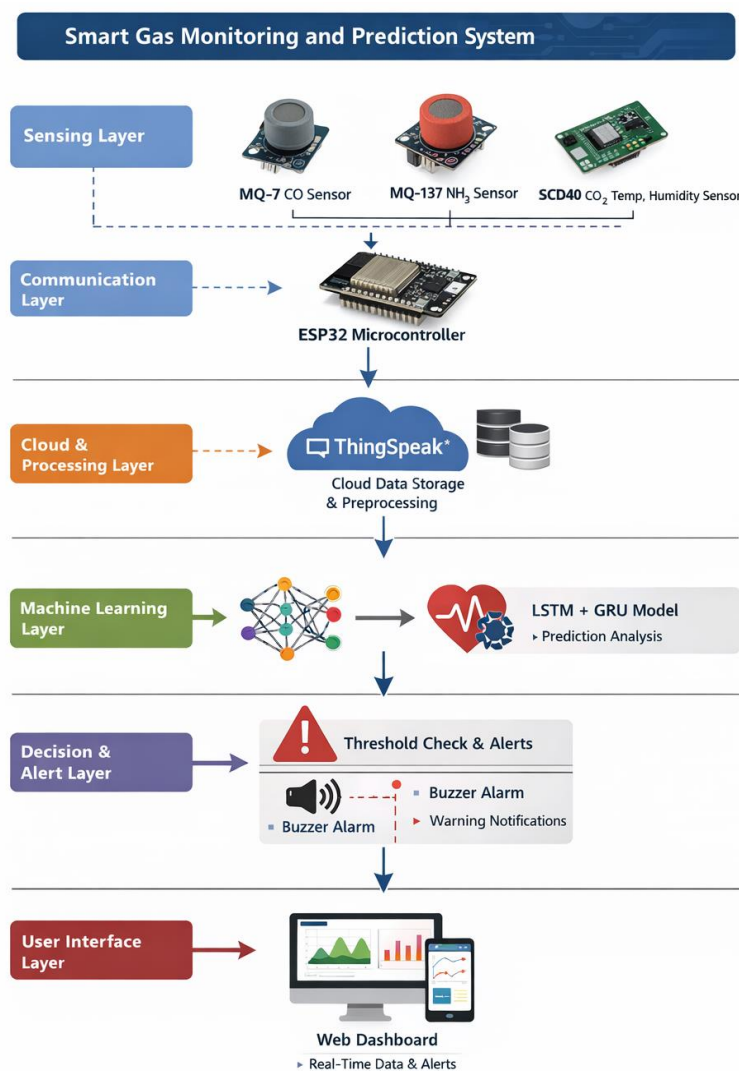 Smart Gas Monitoring and Prediction System
Sensing Layer
MQ-7 CO Sensor
MQ-137 NH₃ Sensor
SCD40 CO₂ Temp, Humidity Sensor
Communication
Layer
ESP32 Microcontroller
Cloud &
Processing Layer
ThingSpeak*
Cloud Data Storage
& Preprocessing
Machine Learning
Layer
LSTM + GRU Model
▸ Prediction Analysis
Decision &
Alert Layer
Threshold Check & Alerts
▪ Buzzer Alarm
▪ Buzzer Alarm
▸ Warning Notifications
User Interface
Layer
Web Dashboard
▸ Real-Time Data & Alerts